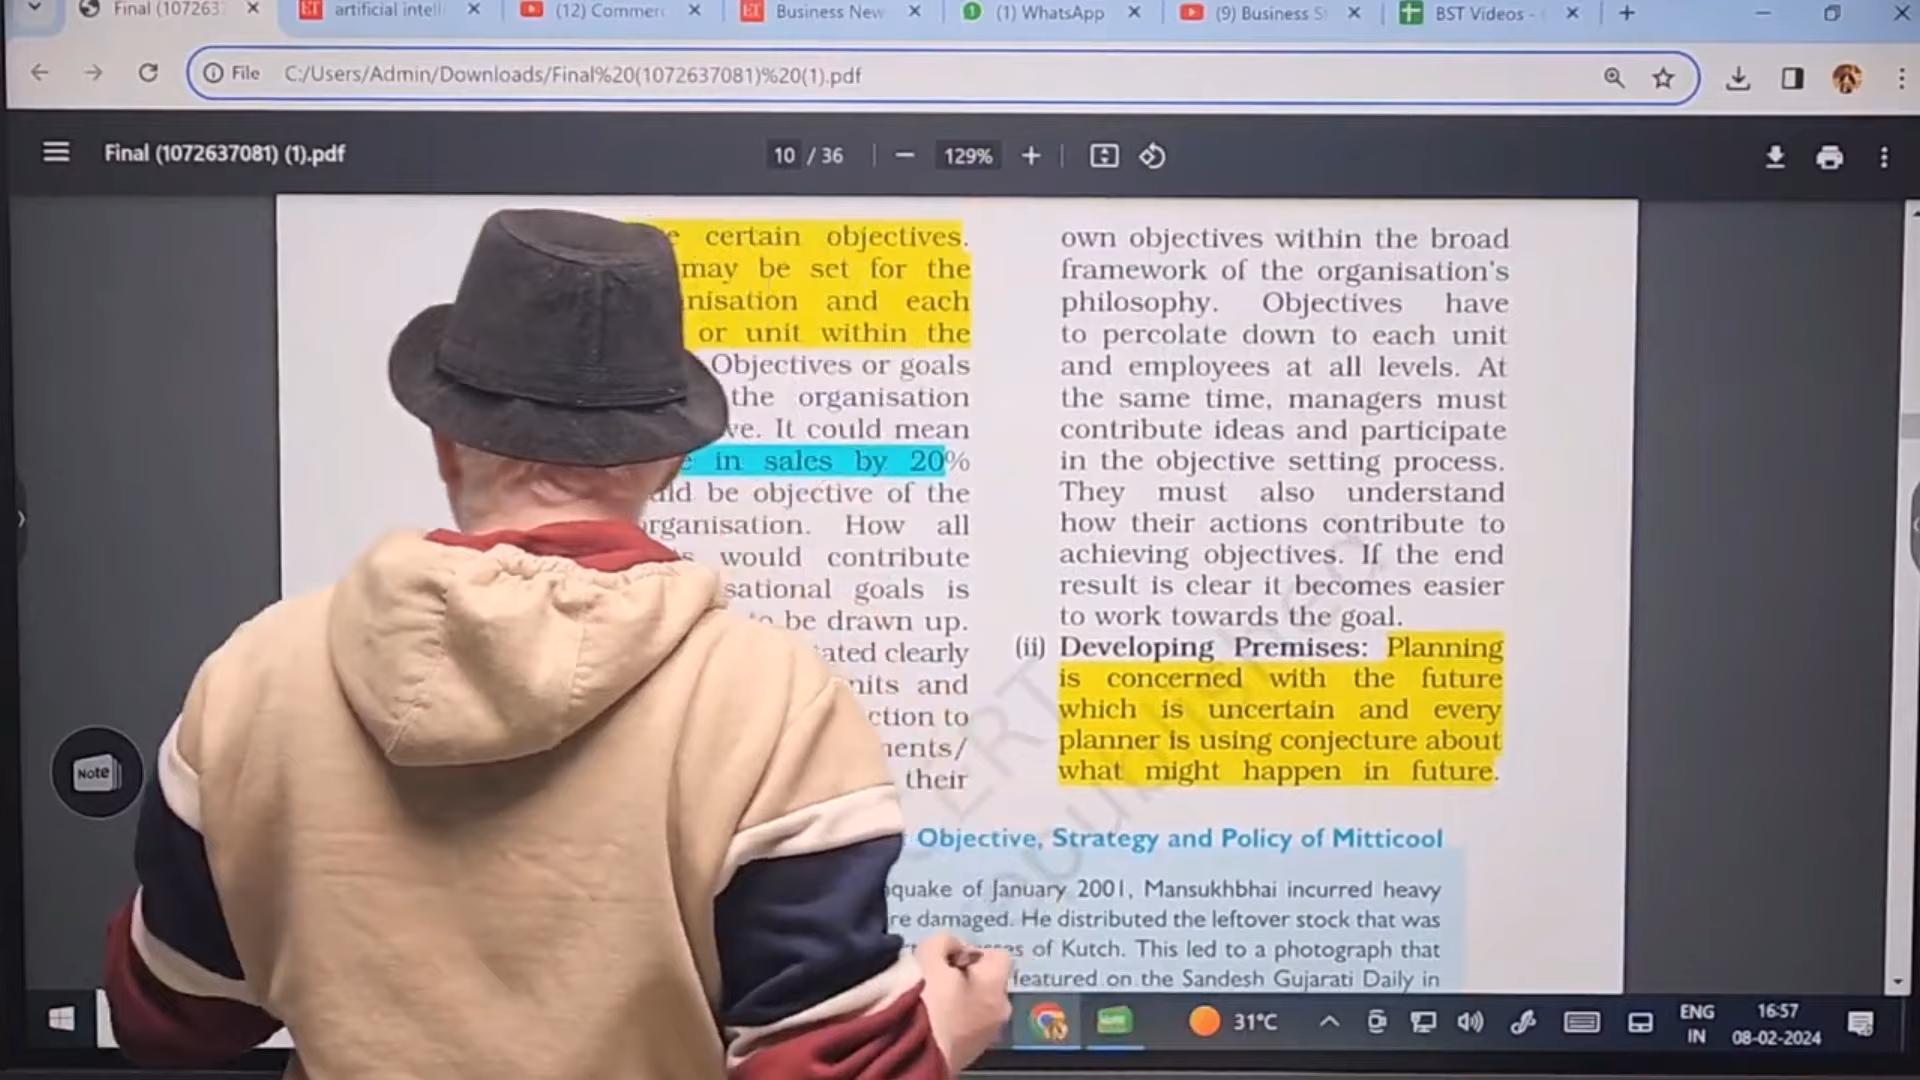 Final (107263
artificial intell
(12) Commerc
Business New
(1) WhatsApp
(9) Business S
BST Videos -
File C:/Users/Admin/Downloads/Final%20(1072637081)%20(1).pdf
Final (1072637081) (1).pdf
10 / 36
129%
certain objectives.
may be set for the
nisation and each
or unit within the
Objectives or goals
the organisation
ve. It could mean
in sales by 20%
be objective of the
rganisation. How all
would contribute
sational goals is
be drawn up.
ated clearly
nits and
ction to
ents/
their
own objectives within the broad
framework of the organisation's
philosophy. Objectives have
to percolate down to each unit
and employees at all levels. At
the same time, managers must
contribute ideas and participate
in the objective setting process.
They must also understand
how their actions contribute to
achieving objectives. If the end
result is clear it becomes easier
to work towards the goal.
(ii) Developing Premises: Planning
is concerned with the future
which is uncertain and every
planner is using conjecture about
what might happen in future.
Objective, Strategy and Policy of Mitticool
quake of January 2001, Mansukhbhai incurred heavy
re damaged. He distributed the leftover stock that was
of Kutch. This led to a photograph that
featured on the Sandesh Gujarati Daily in
Note
31°C
ENG
IN
16:57
08-02-2024